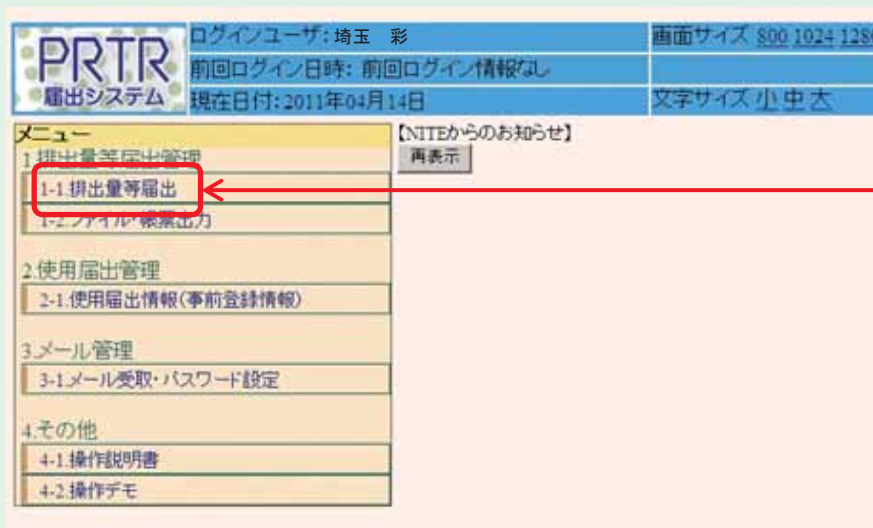 PRTR
届出システム
ログインユーザ: 埼玉　彩
画面サイズ 800 1024 128
前回ログイン日時: 前回ログイン情報なし
現在日付: 2011年04月14日
文字サイズ 小 中 大
メニュー
【NITEからのお知らせ】
再表示
1.排出量等届出管理
1-1.排出量等届出
1-2.ファイル・帳票出力
2.使用届出管理
2-1.使用届出情報(事前登録情報)
3.メール管理
3-1.メール受取・パスワード設定
4.その他
4-1.操作説明書
4-2.操作デモ